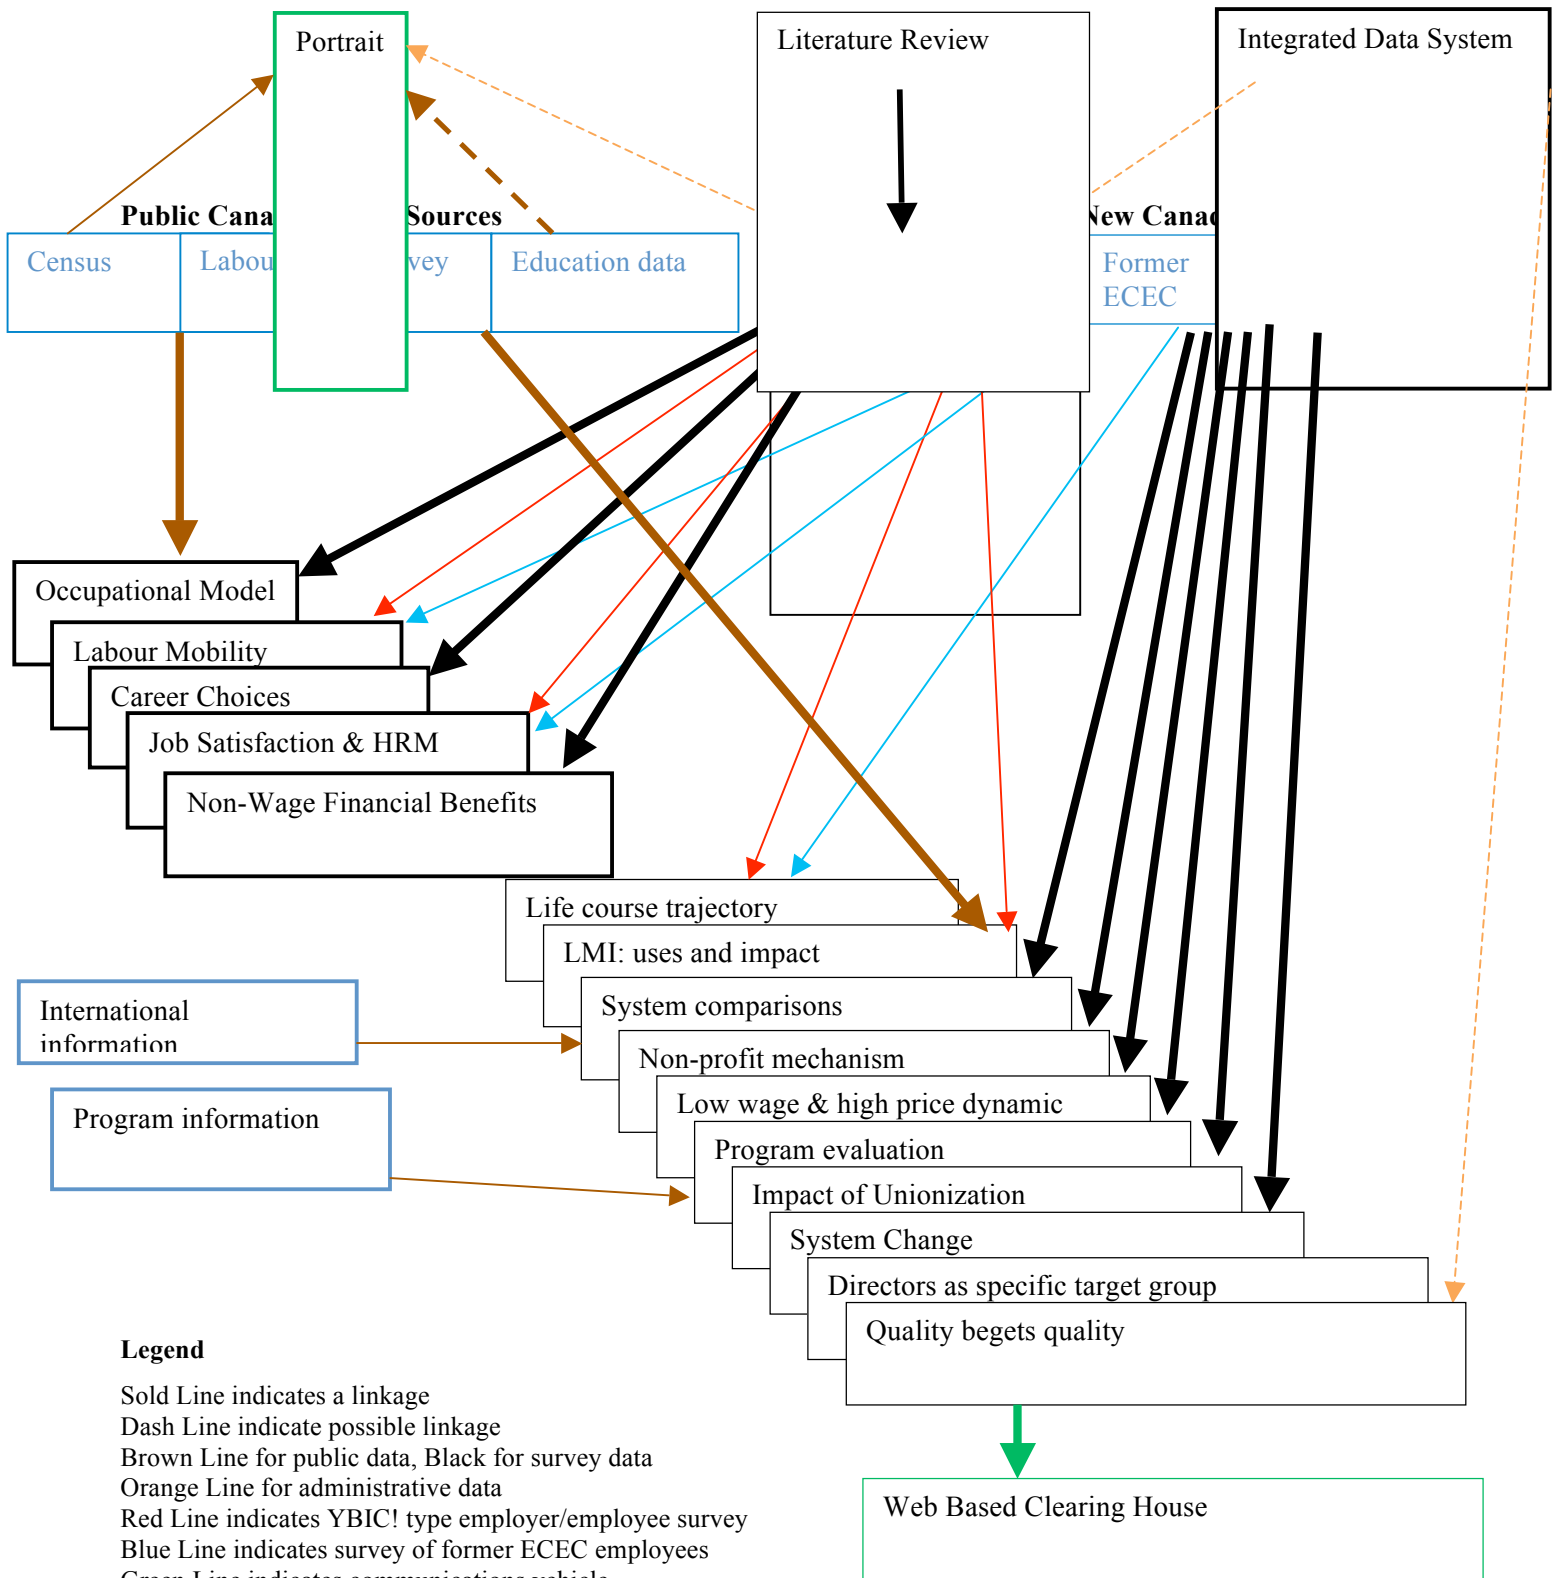 Portrait
Literature Review
Integrated Data System
Public Cana Sources
New Canad
Census
Labou vey
Education data
Former
ECEC
Occupational Model
Labour Mobility
Career Choices
Job Satisfaction & HRM
Non-Wage Financial Benefits
Life course trajectory
LMI: uses and impact
System comparisons
Non-profit mechanism
Low wage & high price dynamic
Program evaluation
Impact of Unionization
System Change
Directors as specific target group
Quality begets quality
International
information
Program information
Legend
Sold Line indicates a linkage
Dash Line indicate possible linkage
Brown Line for public data, Black for survey data
Orange Line for administrative data
Red Line indicates YBIC! type employer/employee survey
Blue Line indicates survey of former ECEC employees
Green Line indicates communications vehicle
Web Based Clearing House